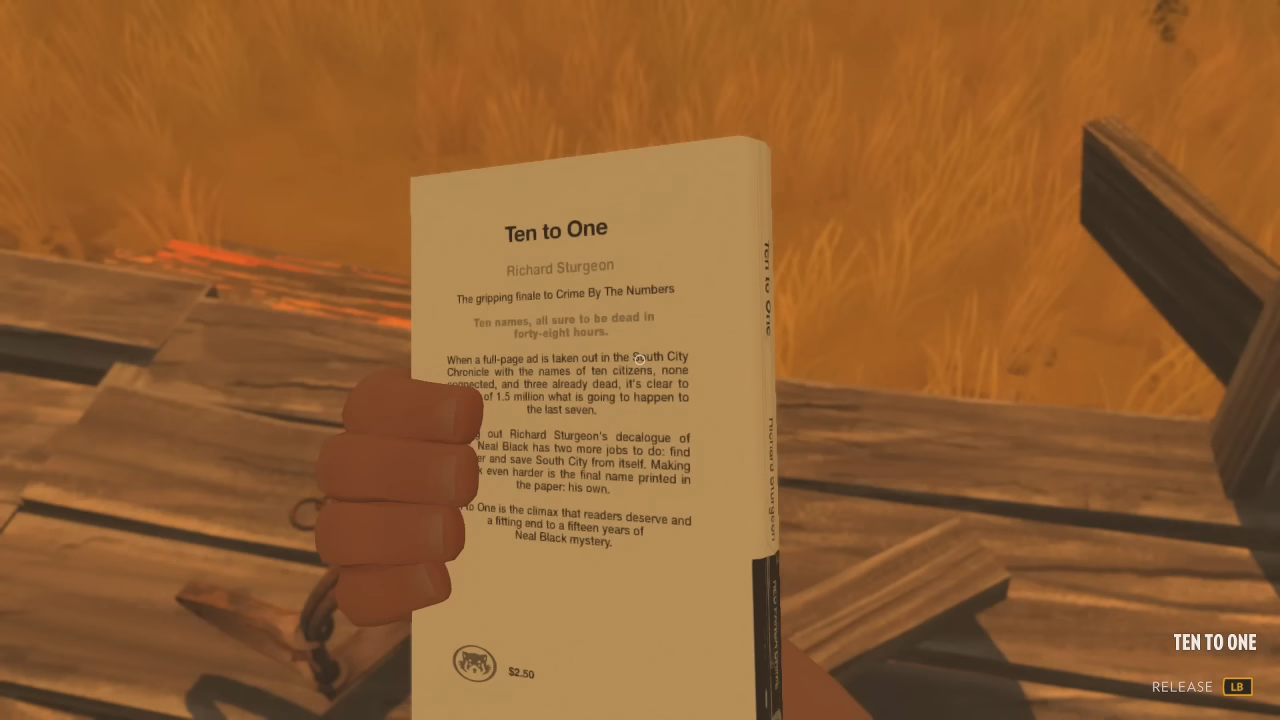 Ten to One
Richard Sturgeon
The gripping finale to Crime By The Numbers
Ten names, all sure to be dead in
forty-eight hours.
When a full-page ad is taken out in the South City
Chronicle with the names of ten citizens, none
connected, and three already dead, it's clear to
of 1.5 million what is going to happen to
the last seven.
out Richard Sturgeon's decalogue of
Neal Black has two more jobs to do: find
and save South City from itself. Making
even harder is the final name printed in
the paper: his own.
to One is the climax that readers deserve and
a fitting end to a fifteen years of
Neal Black mystery.
$2.50
Ten to One
Richard Sturgeon
TEN TO ONE
RELEASE LB